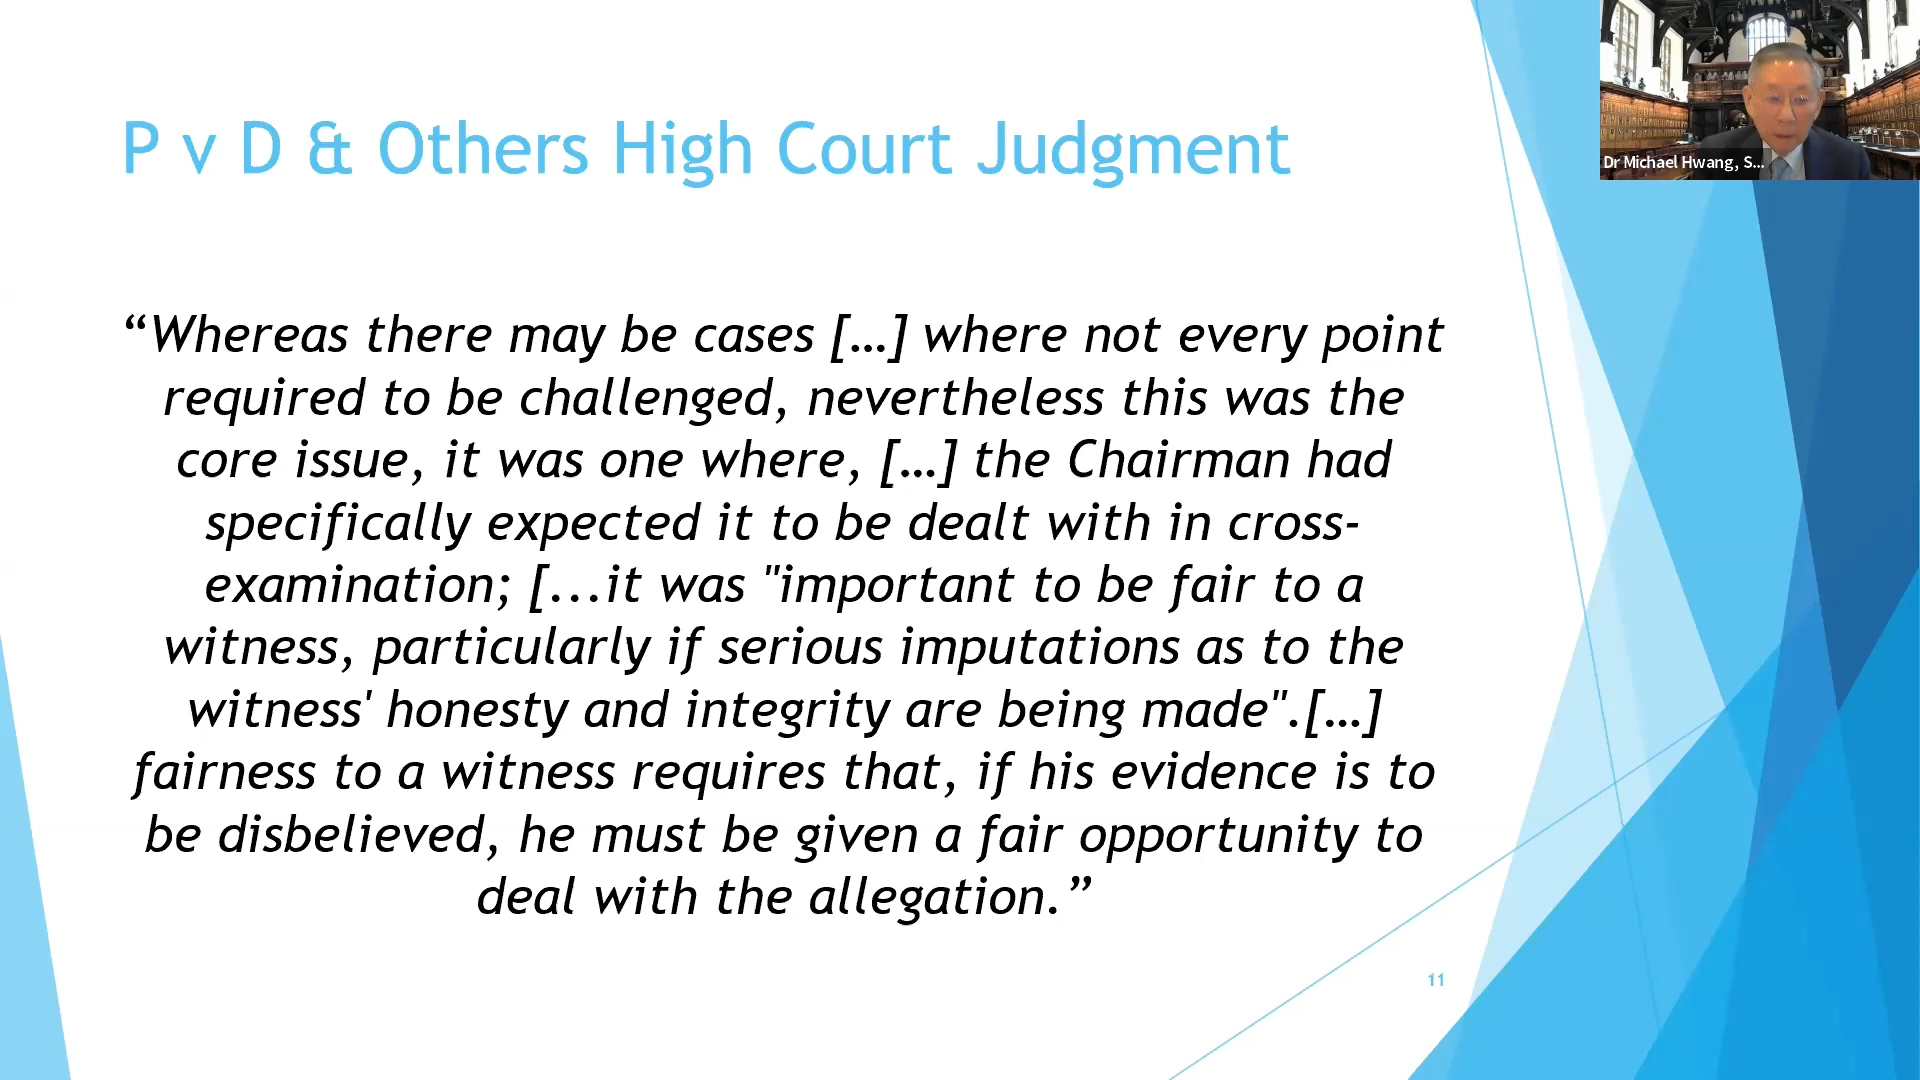 P v D & Others High Court Judgment
Dr Michael Hwang, S...
“Whereas there may be cases […] where not every point
required to be challenged, nevertheless this was the
core issue, it was one where, […] the Chairman had
specifically expected it to be dealt with in cross-
examination; [...it was "important to be fair to a
witness, particularly if serious imputations as to the
witness' honesty and integrity are being made".[…]
fairness to a witness requires that, if his evidence is to
be disbelieved, he must be given a fair opportunity to
deal with the allegation.”
11